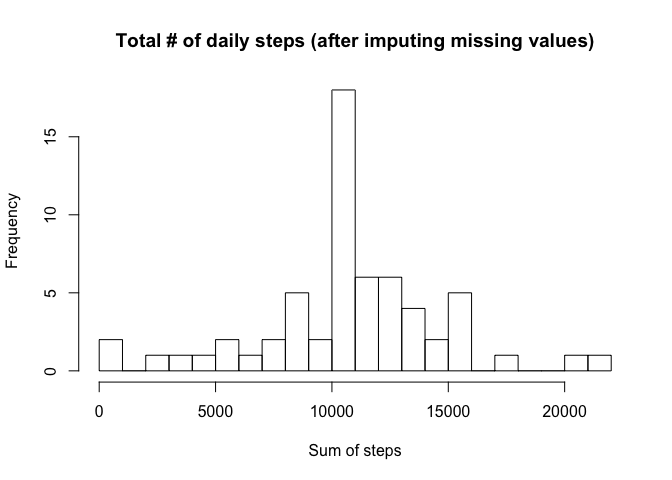 Total # of daily steps (after imputing missing values)
Frequency
15
10
5
0
0 5000 10000 15000 20000
Sum of steps